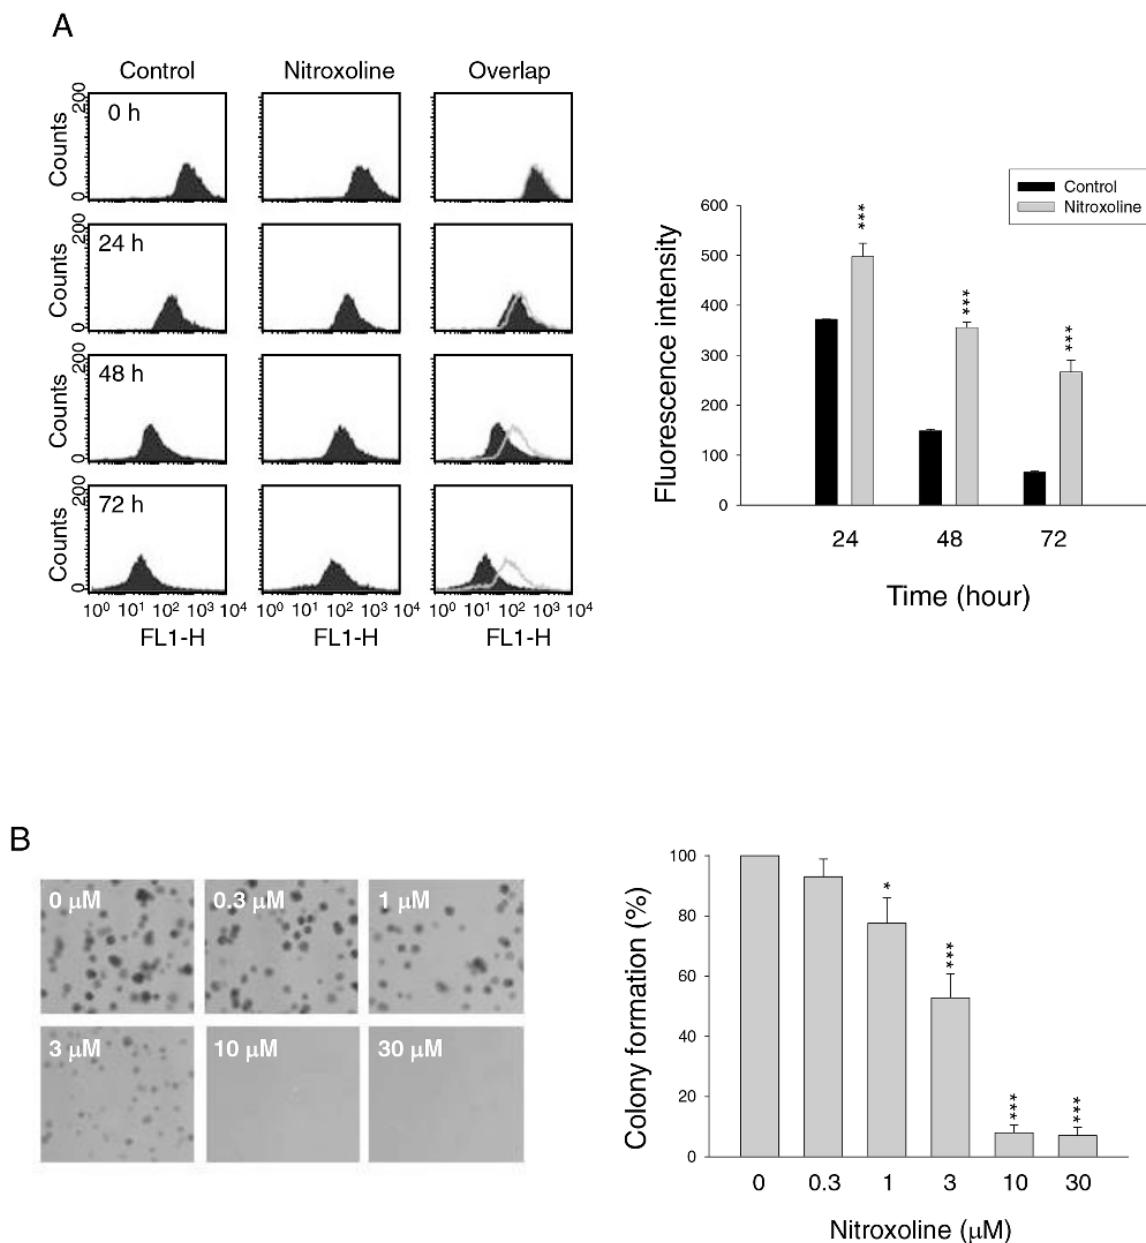 A
Control Nitroxoline Overlap
200
Counts
0
0 h
200
Counts
0
24 h
200
Counts
0
48 h
200
Counts
0
72 h
10⁰ 10¹ 10² 10³ 10⁴ 10⁰ 10¹ 10² 10³ 10⁴ 10⁰ 10¹ 10² 10³ 10⁴
FL1-H FL1-H FL1-H
Control
Nitroxoline
Fluorescence intensity
600
500
400
300
200
100
0
*** *** ***
24 48 72
Time (hour)
B
0 μM 0.3 μM 1 μM
3 μM 10 μM 30 μM
Colony formation (%)
100
80
60
40
20
0
* *** *** ***
0 0.3 1 3 10 30
Nitroxoline (μM)